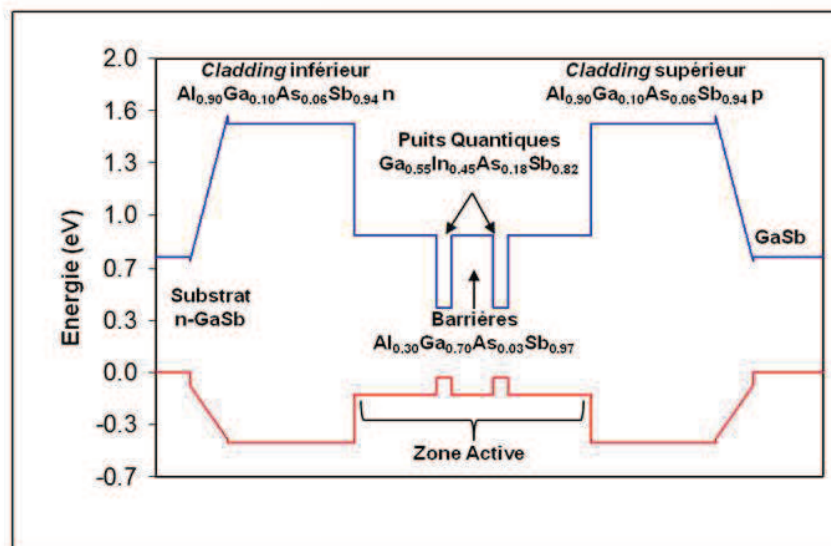 2.0
1.6
1.3
1.0
0.7
0.3
0.0
-0.3
-0.7
Energie (eV)
Cladding inférieur
Al0.90Ga0.10As0.06Sb0.94 n
Cladding supérieur
Al0.90Ga0.10As0.06Sb0.94 p
Puits Quantiques
Ga0.55In0.45As0.18Sb0.82
GaSb
Substrat
n-GaSb
Barrières
Al0.30Ga0.70As0.03Sb0.97
Zone Active